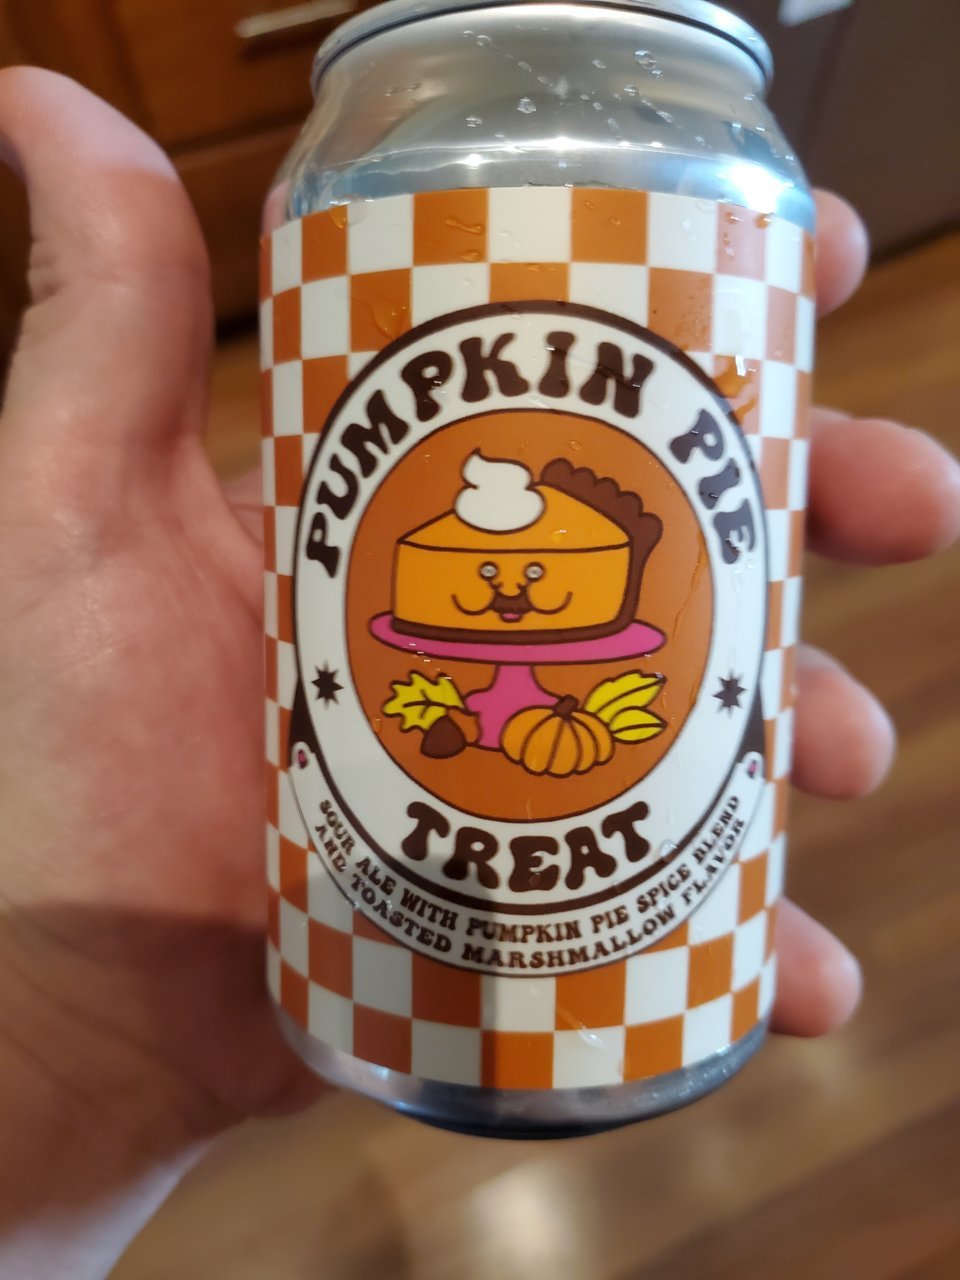 PUMPKIN PIE
TREAT
SOUR ALE WITH PUMPKIN PIE SPICE BLEND
AND TOASTED MARSHMALLOW FLAVOR